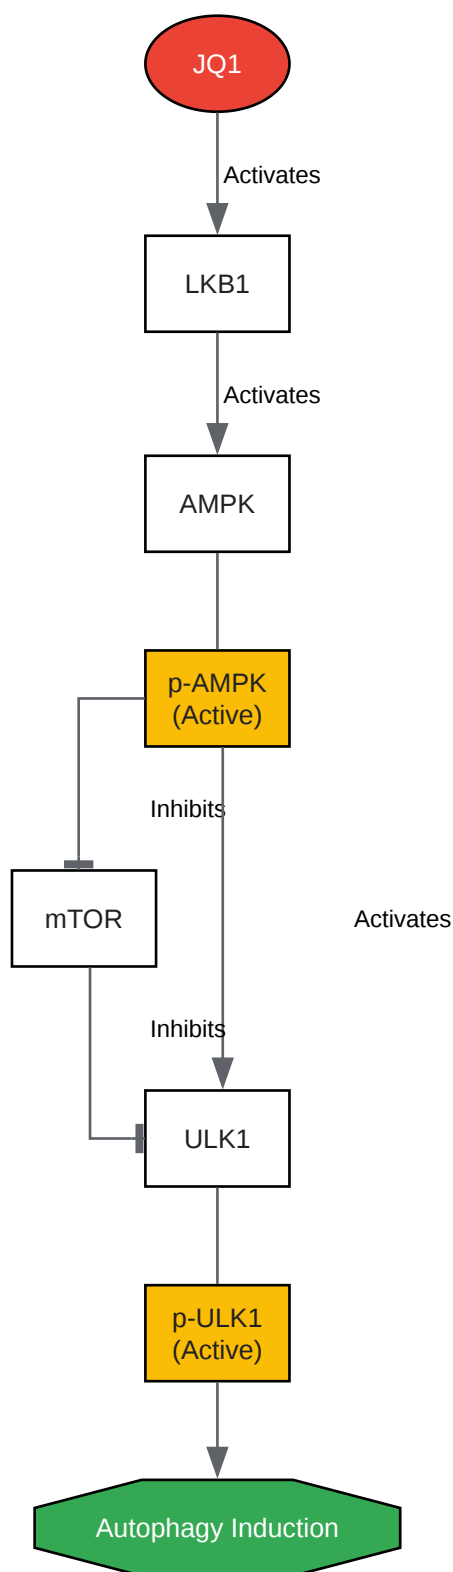 JQ1
Activates
LKB1
Activates
AMPK
p-AMPK
(Active)
Inhibits
mTOR
Activates
Inhibits
ULK1
p-ULK1
(Active)
Autophagy Induction